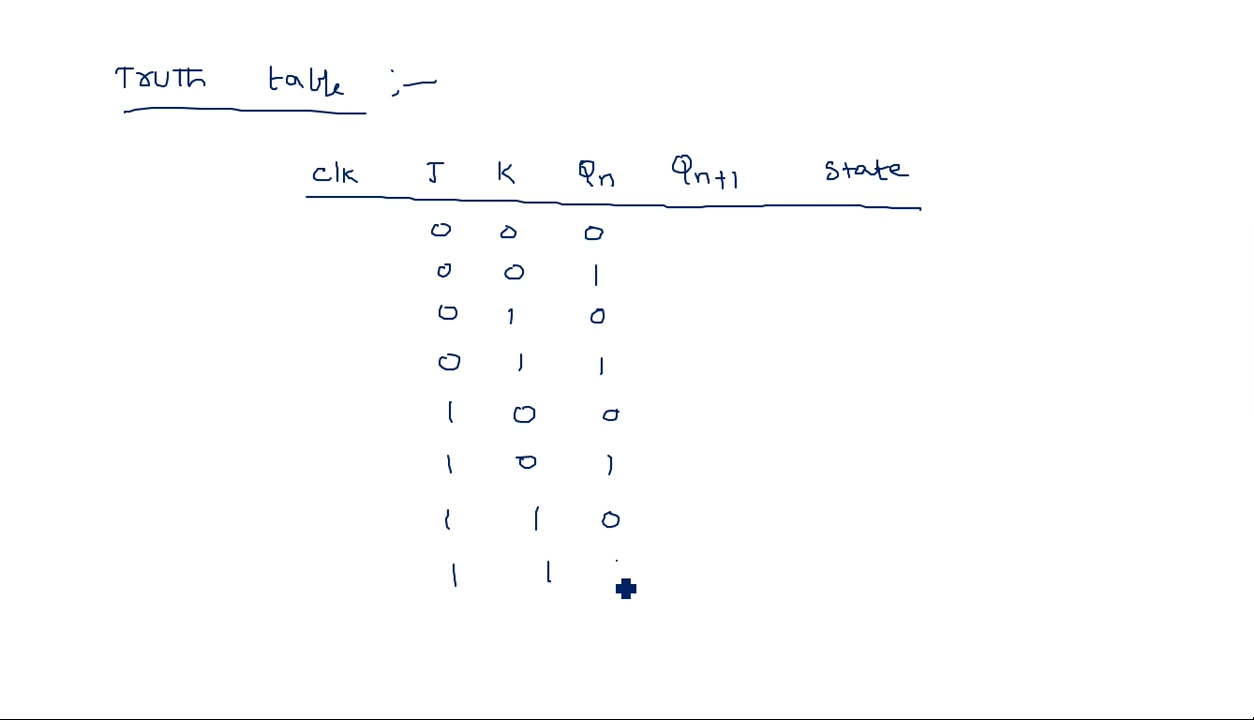 Truth table :-
clk J K Qn Qn+1 state
0 0 0
0 0 1
0 1 0
0 1 1
1 0 0
1 0 1
1 1 0
1 1